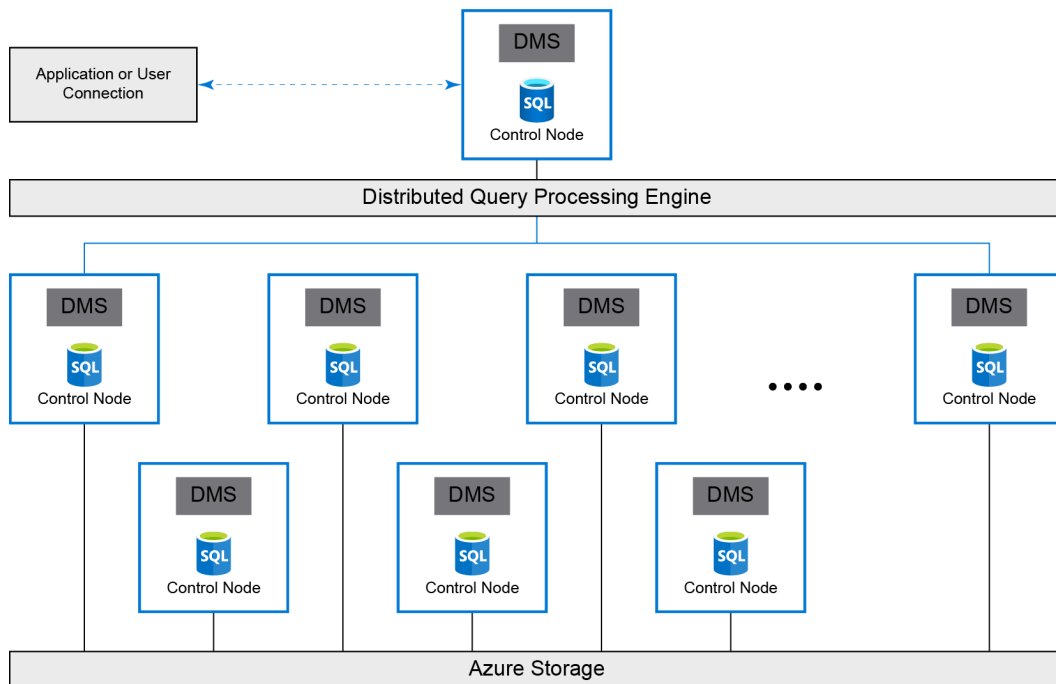 DMS
SQL
Control Node
Application or User
Connection
Distributed Query Processing Engine
DMS
SQL
Control Node
DMS
SQL
Control Node
DMS
SQL
Control Node
DMS
SQL
Control Node
DMS
SQL
Control Node
DMS
SQL
Control Node
DMS
SQL
Control Node
Azure Storage